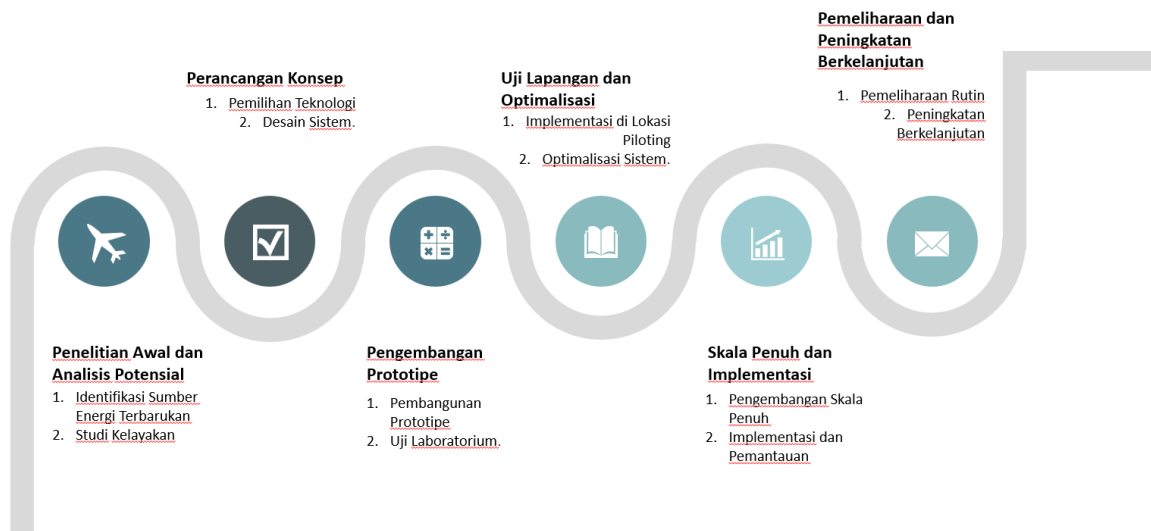 Penelitian Awal dan
Analisis Potensial
1. Identifikasi Sumber
Energi Terbarukan
2. Studi Kelayakan
Perancangan Konsep
1. Pemilihan Teknologi
2. Desain Sistem.
Pengembangan
Prototipe
1. Pembangunan
Prototipe
2. Uji Laboratorium.
Uji Lapangan dan
Optimalisasi
1. Implementasi di Lokasi
Piloting
2. Optimalisasi Sistem.
Skala Penuh dan
Implementasi
1. Pengembangan Skala
Penuh
2. Implementasi dan
Pemantauan
Pemeliharaan dan
Peningkatan
Berkelanjutan
1. Pemeliharaan Rutin
2. Peningkatan
Berkelanjutan